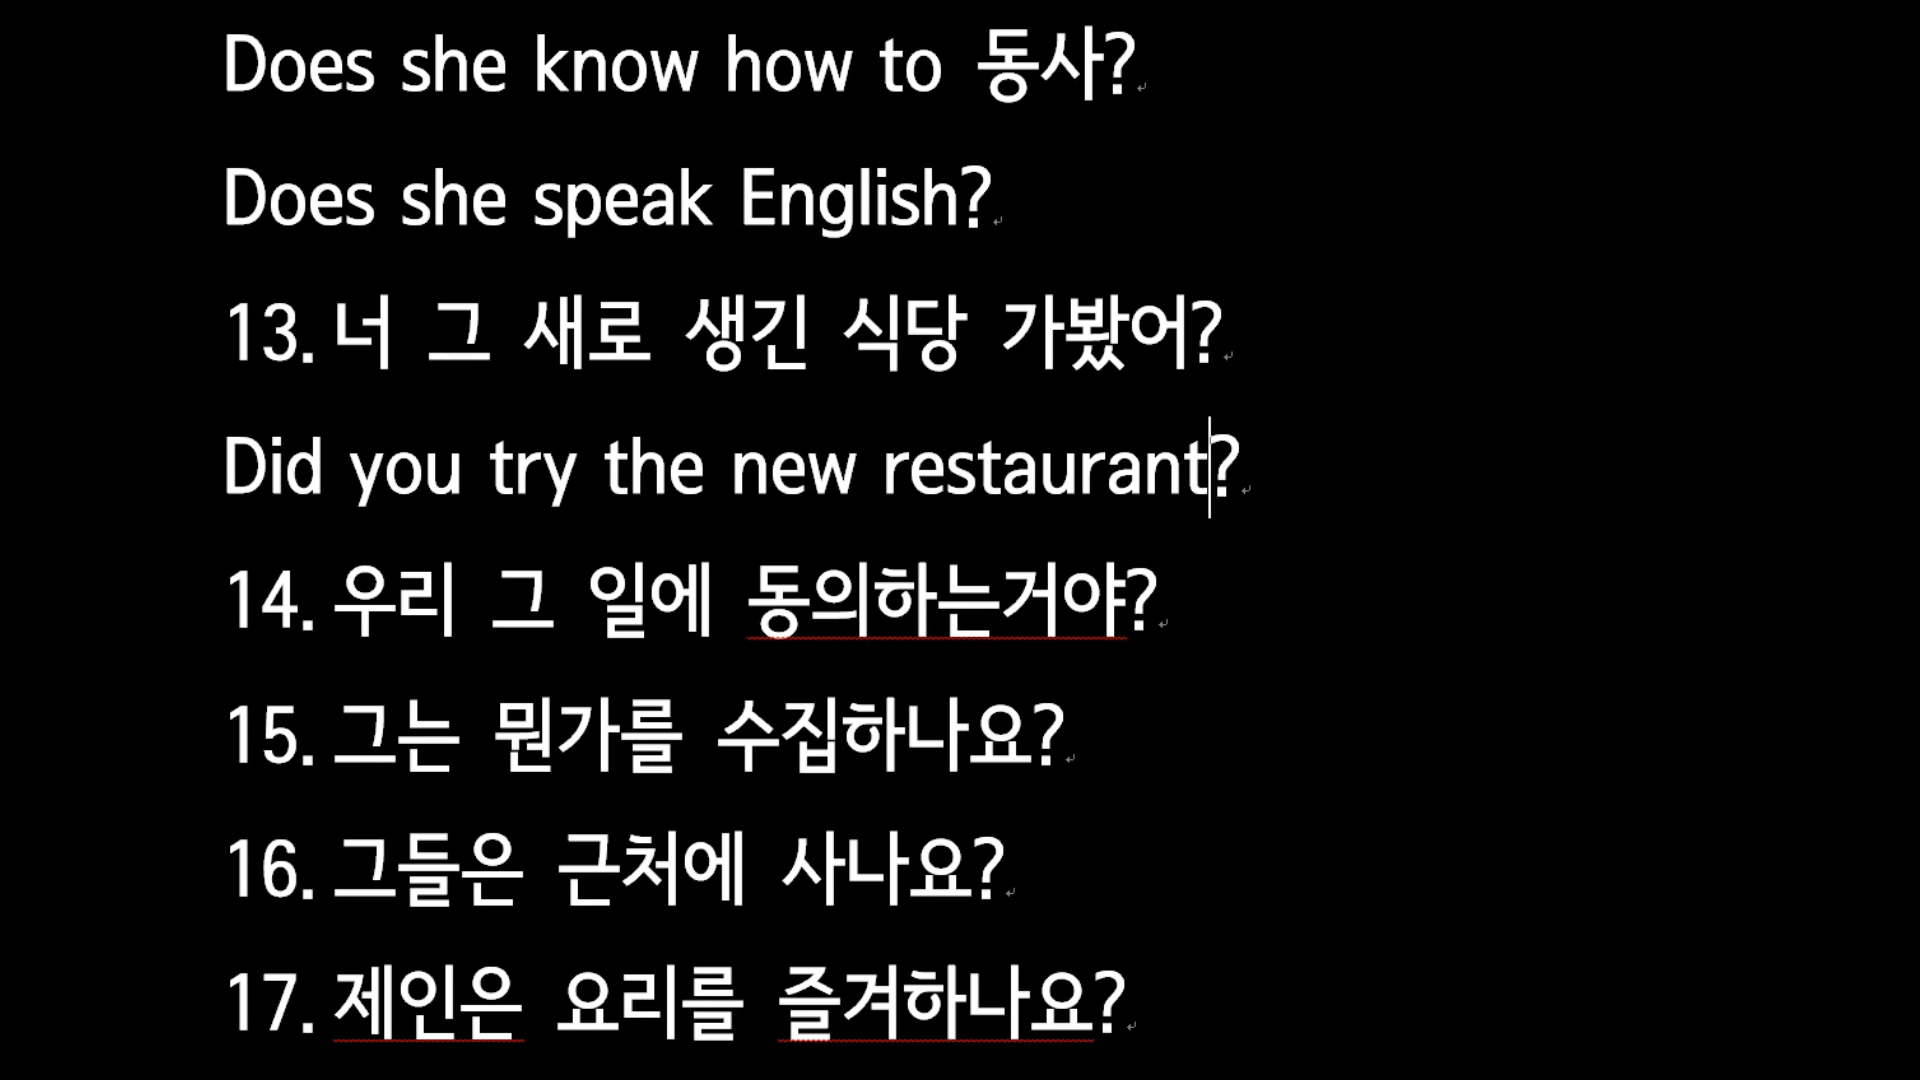 Does she know how to 동사?
Does she speak English?
13. 너 그 새로 생긴 식당 가봤어?
Did you try the new restaurant?
14. 우리 그 일에 동의하는거야?
15. 그는 뭔가를 수집하나요?
16. 그들은 근처에 사나요?
17. 제인은 요리를 즐겨하나요?